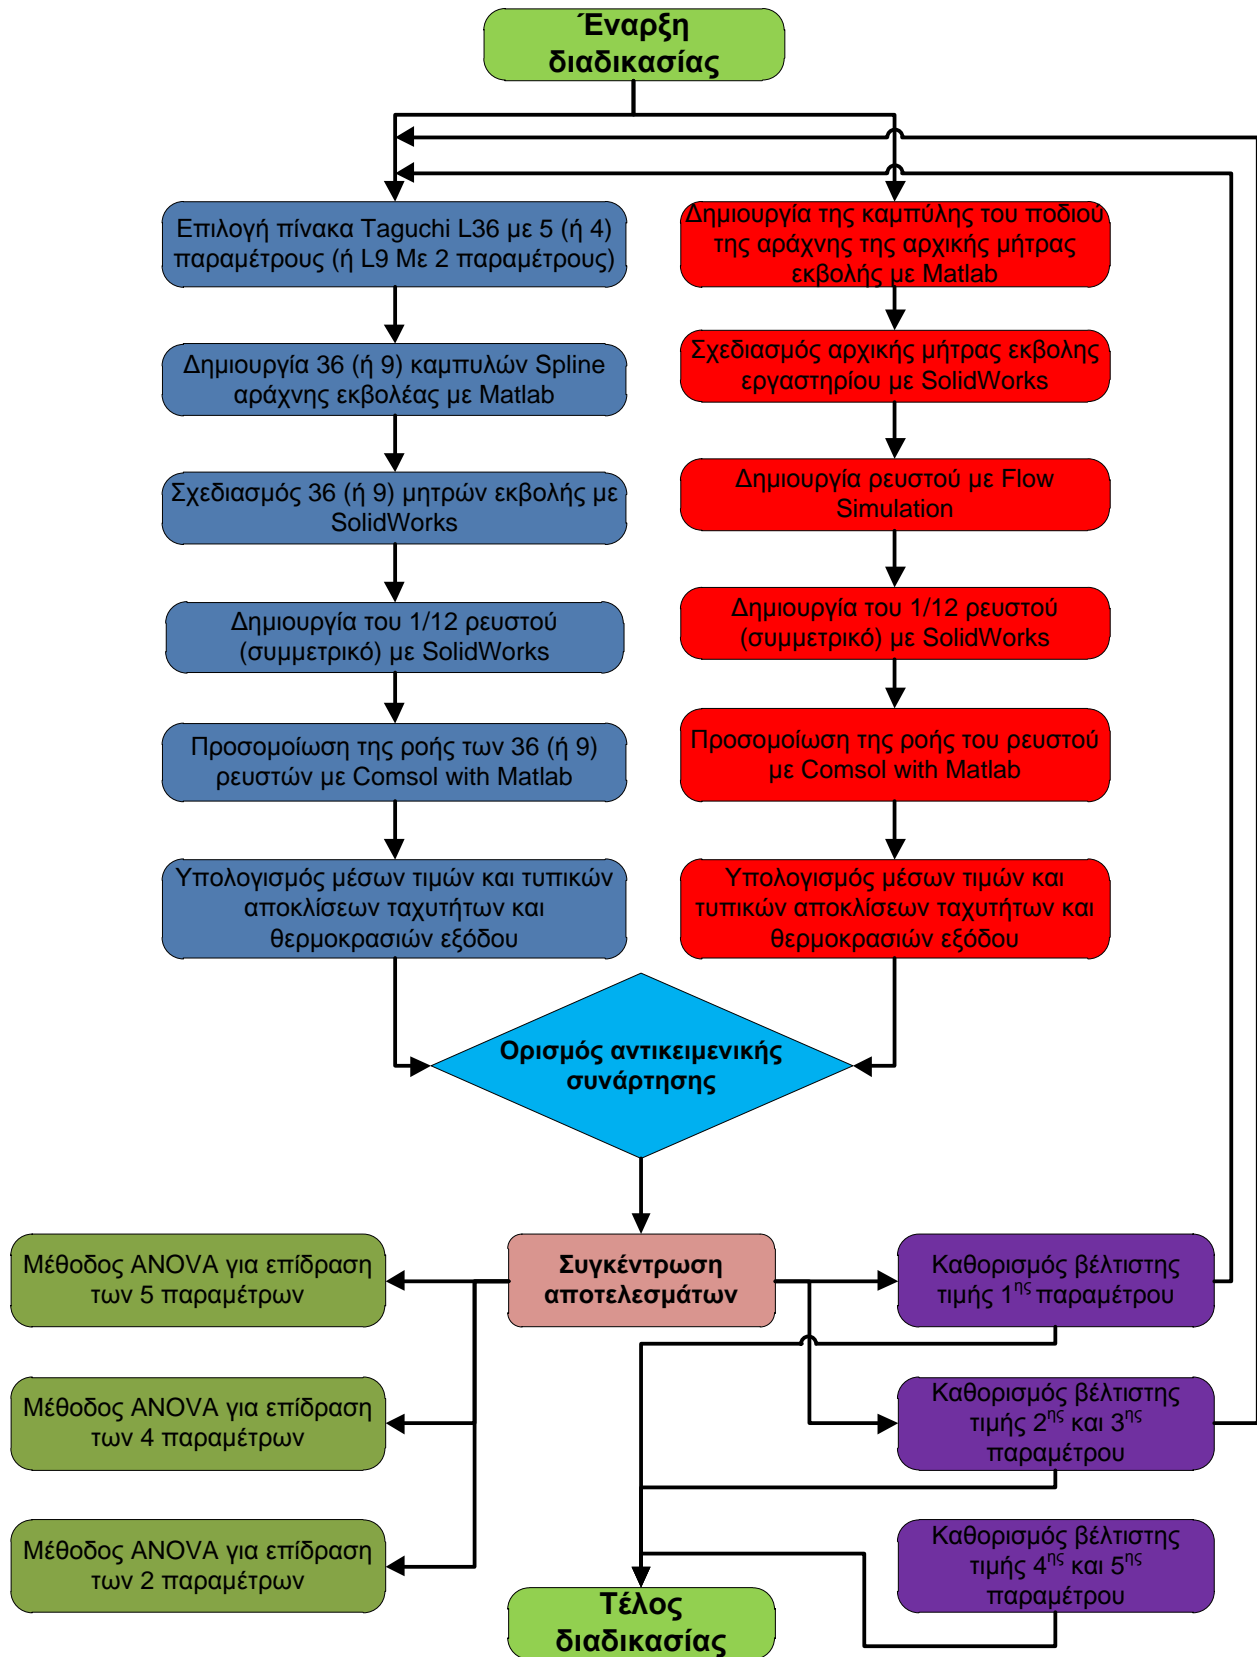 Έναρξη
διαδικασίας
Επιλογή πίνακα Taguchi L36 με 5 (ή 4)
παραμέτρους (ή L9 Με 2 παραμέτρους)
Δημιουργία της καμπύλης του ποδιού
της αράχνης της αρχικής μήτρας
εκβολής με Matlab
Δημιουργία 36 (ή 9) καμπυλών Spline
αράχνης εκβολέας με Matlab
Σχεδιασμός αρχικής μήτρας εκβολης
εργαστηρίου με SolidWorks
Σχεδιασμός 36 (ή 9) μητρών εκβολής με
SolidWorks
Δημιουργία ρευστού με Flow
Simulation
Δημιουργία του 1/12 ρευστού
(συμμετρικό) με SolidWorks
Δημιουργία του 1/12 ρευστού
(συμμετρικό) με SolidWorks
Προσομοίωση της ροής των 36 (ή 9)
ρευστών με Comsol with Matlab
Προσομοίωση της ροής του ρευστού
με Comsol with Matlab
Υπολογισμός μέσων τιμών και τυπικών
αποκλίσεων ταχυτήτων και
θερμοκρασιών εξόδου
Υπολογισμός μέσων τιμών και
τυπικών αποκλίσεων ταχυτήτων και
θερμοκρασιών εξόδου
Ορισμός αντικειμενικής
συνάρτησης
Μέθοδος ANOVA για επίδραση
των 5 παραμέτρων
Συγκέντρωση
αποτελεσμάτων
Καθορισμός βέλτιστης
τιμής 1ης παραμέτρου
Μέθοδος ANOVA για επίδραση
των 4 παραμέτρων
Καθορισμός βέλτιστης
τιμής 2ης και 3ης
παραμέτρου
Μέθοδος ANOVA για επίδραση
των 2 παραμέτρων
Καθορισμός βέλτιστης
τιμής 4ης και 5ης
παραμέτρου
Τέλος
διαδικασίας